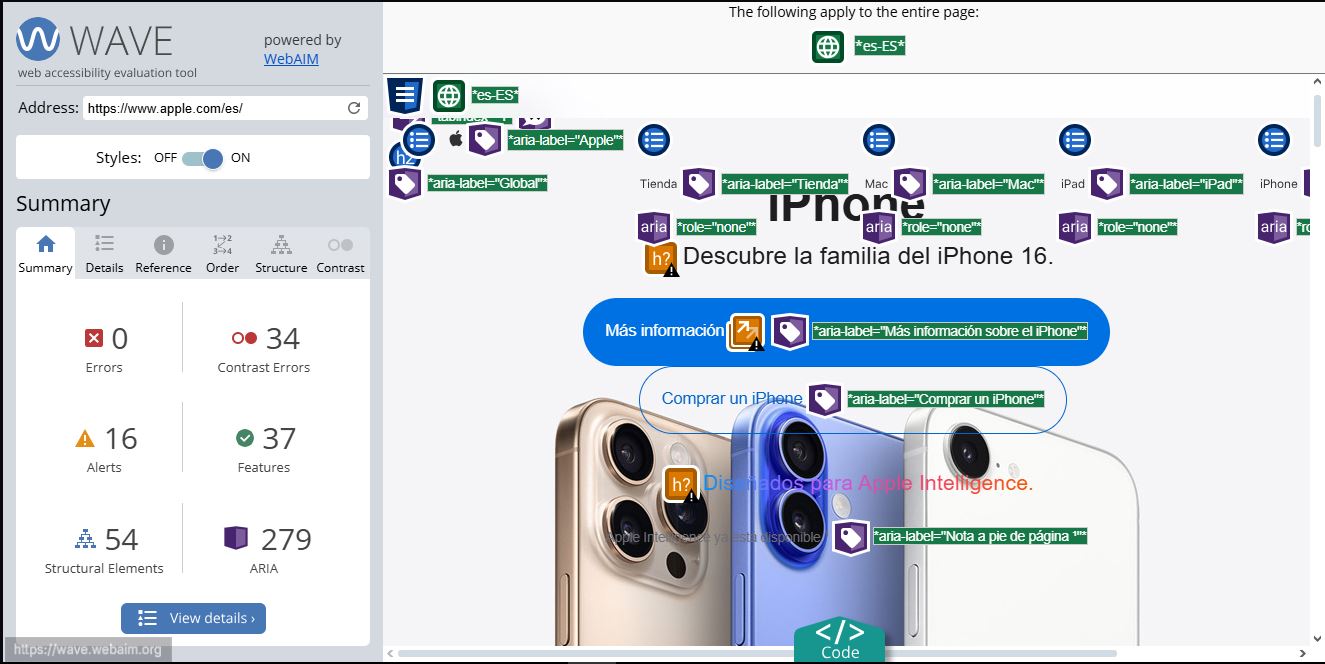 WAVE
web accessibility evaluation tool
powered by
WebAIM
Address: https://www.apple.com/es/
Styles: OFF ON
Summary
Summary Details Reference Order Structure Contrast
0
Errors
34
Contrast Errors
16
Alerts
37
Features
54
Structural Elements
279
ARIA
View details ›
https://wave.webaim.org
The following apply to the entire page:
*es-ES*
*es-ES*
h2
*aria-label="Apple"*
*aria-label="Global"*
Tienda *aria-label="Tienda"* Mac *aria-label="Mac"* iPad *aria-label="iPad"* iPhone
iPhone
aria *role="none"* aria *role="none"* aria *role="none"* aria
h? Descubre la familia del iPhone 16.
Más información *aria-label="Más información sobre el iPhone"*
Comprar un iPhone *aria-label="Comprar un iPhone"*
h? Diseñados para Apple Intelligence.
Apple Intelligence ya está disponible *aria-label="Nota a pie de página 1"*
</>
Code